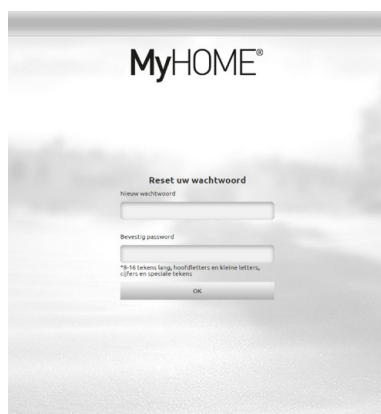 MyHOME®
Reset uw wachtwoord
Nieuw wachtwoord
Bevestig password
*8-16 tekens lang, hoofdletters en kleine letters,
cijfers en speciale tekens
OK